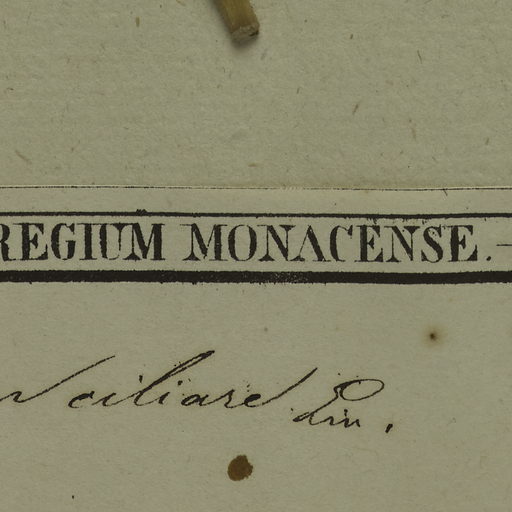 REGIUM MONACENSE. —
ciliare Lin.